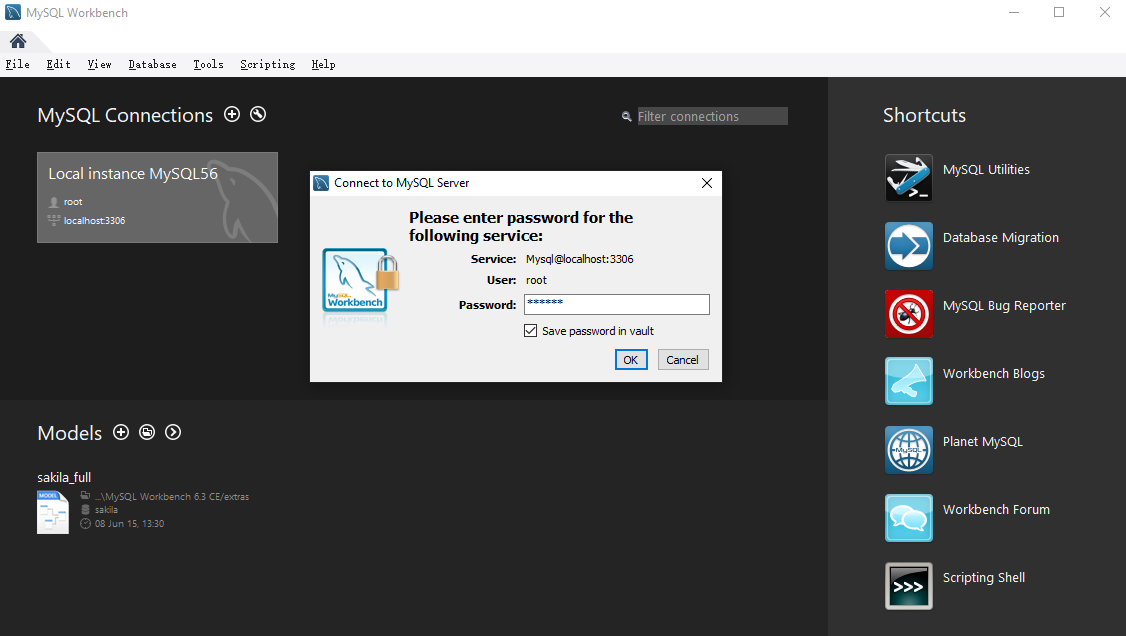 MySQL Workbench
File Edit View Database Tools Scripting Help
MySQL Connections
Filter connections
Local instance MySQL56
root
localhost:3306
Connect to MySQL Server
Please enter password for the
following service:
Service: Mysql@localhost:3306
User: root
Password: ******
Save password in vault
OK Cancel
MySQL
Workbench
Models
sakila_full
MODEL
...\MySQL Workbench 6.3 CE/extras
sakila
08 Jun 15, 13:30
Shortcuts
MySQL Utilities
Database Migration
MySQL Bug Reporter
Workbench Blogs
MySQL
Planet MySQL
Workbench Forum
>>>
Scripting Shell